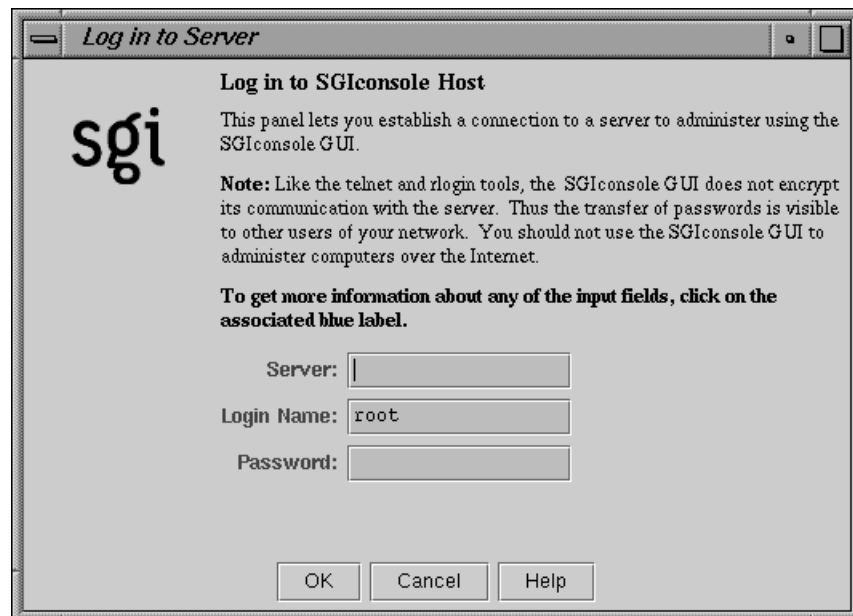 Log in to Server
sgi
Log in to SGIconsole Host
This panel lets you establish a connection to a server to administer using the
SGIconsole GUI.
Note: Like the telnet and rlogin tools, the SGIconsole GUI does not encrypt
its communication with the server. Thus the transfer of passwords is visible
to other users of your network. You should not use the SGIconsole GUI to
administer computers over the Internet.
To get more information about any of the input fields, click on the
associated blue label.
Server:
Login Name: root
Password:
OK Cancel Help